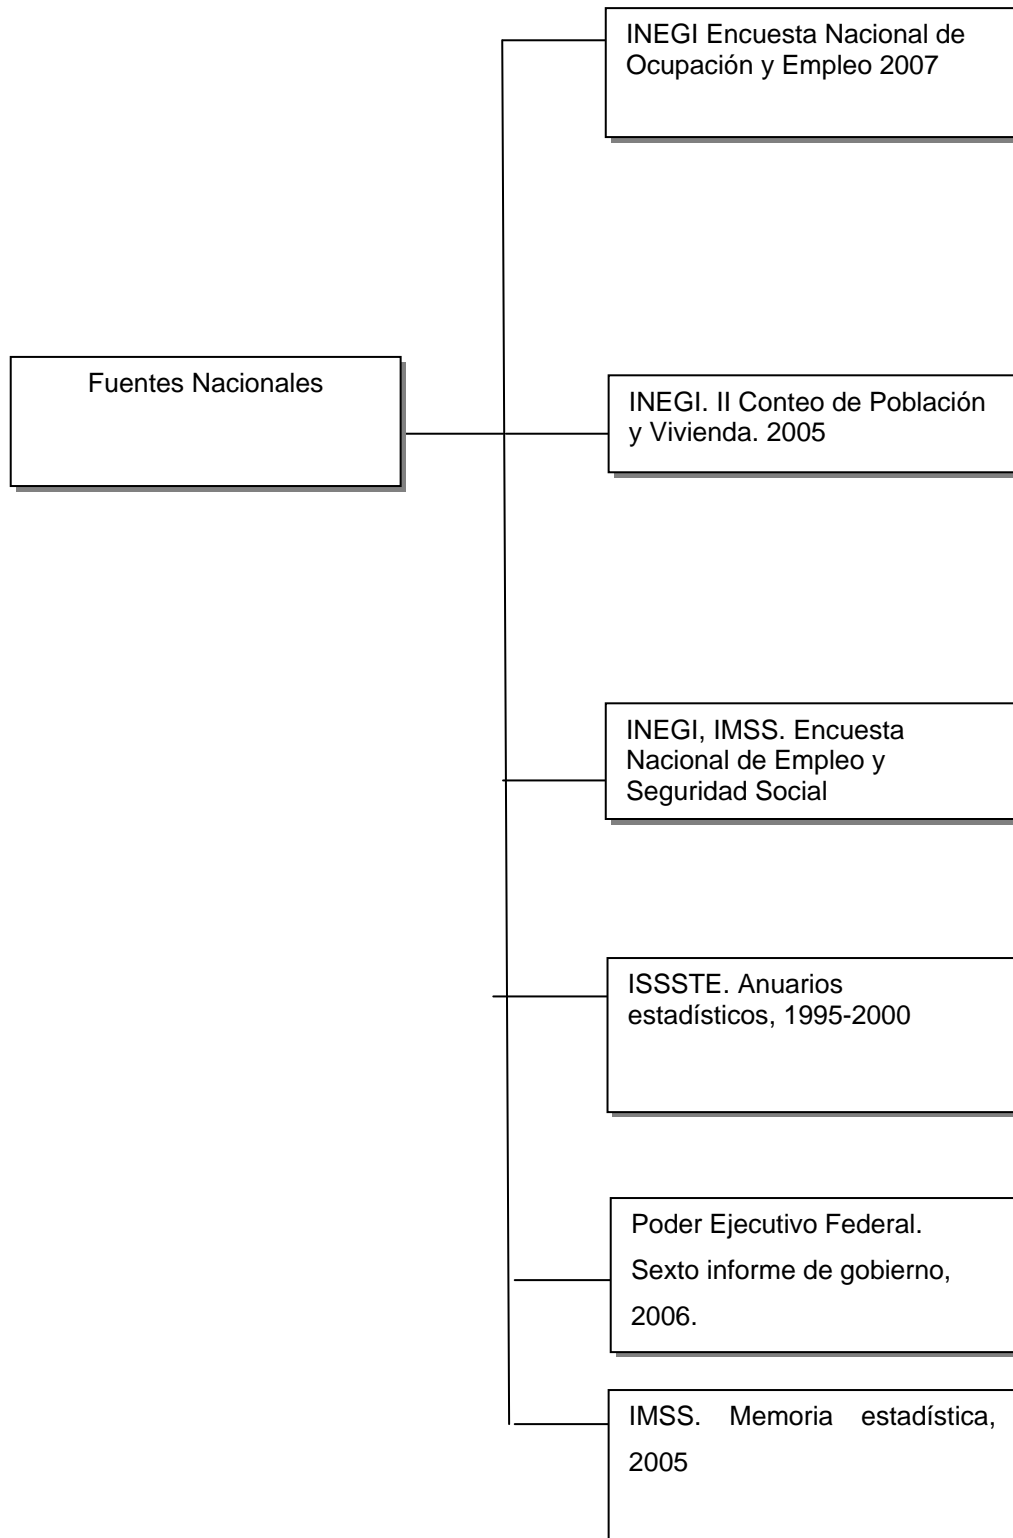 INEGI Encuesta Nacional de
Ocupación y Empleo 2007
Fuentes Nacionales
INEGI. II Conteo de Población
y Vivienda. 2005
INEGI, IMSS. Encuesta
Nacional de Empleo y
Seguridad Social
ISSSTE. Anuarios
estadísticos, 1995-2000
Poder Ejecutivo Federal.
Sexto informe de gobierno,
2006.
IMSS. Memoria estadística,
2005